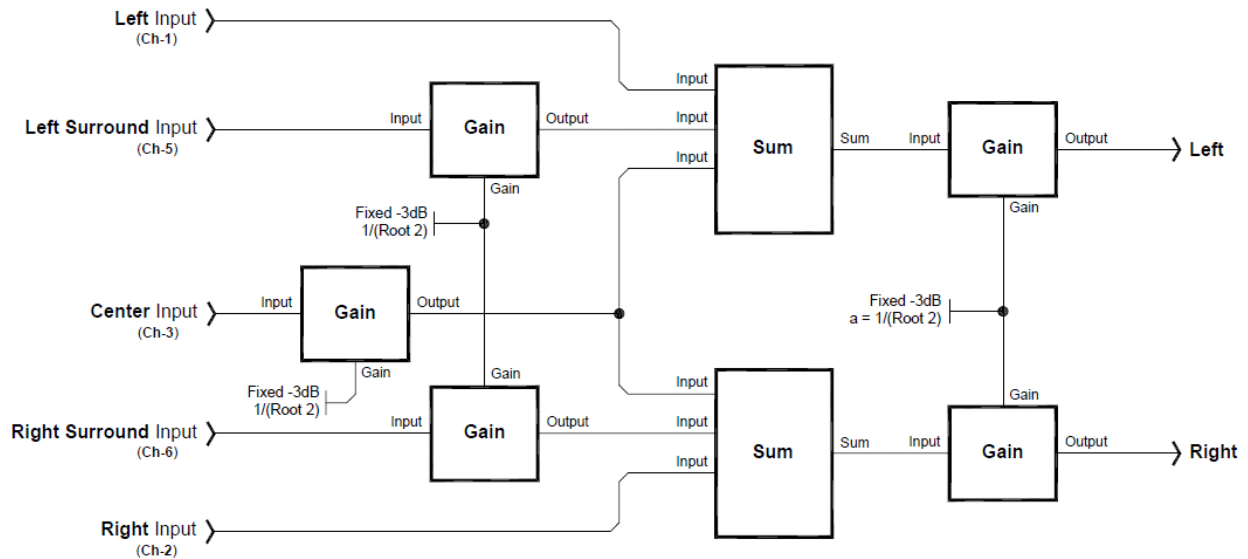 Left Input
(Ch-1)
Input
Left Surround Input
(Ch-5)
Input
Gain
Output
Input
Sum
Sum
Input
Gain
Output
Left
Input
Gain
Gain
Fixed -3dB
1/(Root 2)
Center Input
(Ch-3)
Input
Gain
Output
Fixed -3dB
a = 1/(Root 2)
Gain
Fixed -3dB
1/(Root 2)
Gain
Input
Gain
Right Surround Input
(Ch-6)
Input
Gain
Output
Input
Sum
Sum
Input
Gain
Output
Right
Input
Right Input
(Ch-2)